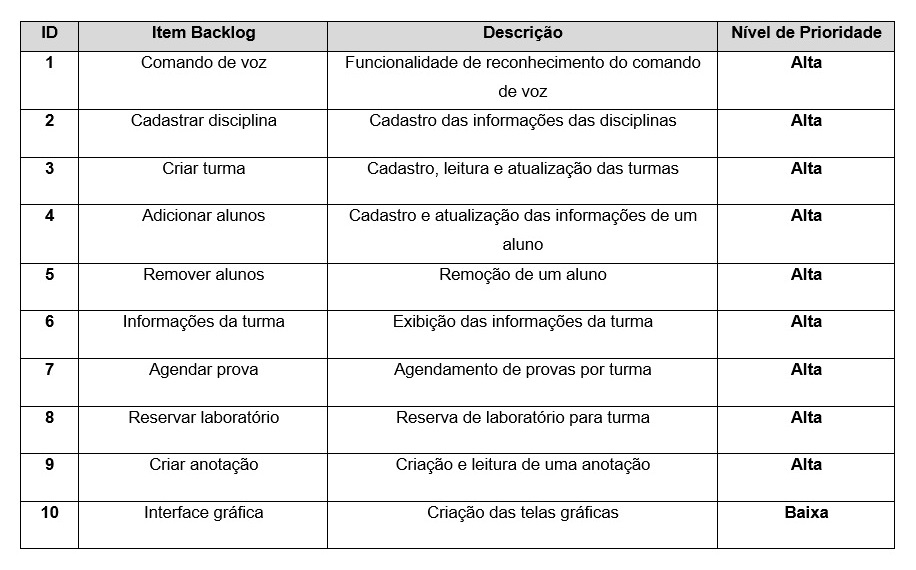 ID Item Backlog Descrição Nível de Prioridade
1 Comando de voz Funcionalidade de reconhecimento do comando Alta
de voz
2 Cadastrar disciplina Cadastro das informações das disciplinas Alta
3 Criar turma Cadastro, leitura e atualização das turmas Alta
4 Adicionar alunos Cadastro e atualização das informações de um Alta
aluno
5 Remover alunos Remoção de um aluno Alta
6 Informações da turma Exibição das informações da turma Alta
7 Agendar prova Agendamento de provas por turma Alta
8 Reservar laboratório Reserva de laboratório para turma Alta
9 Criar anotação Criação e leitura de uma anotação Alta
10 Interface gráfica Criação das telas gráficas Baixa